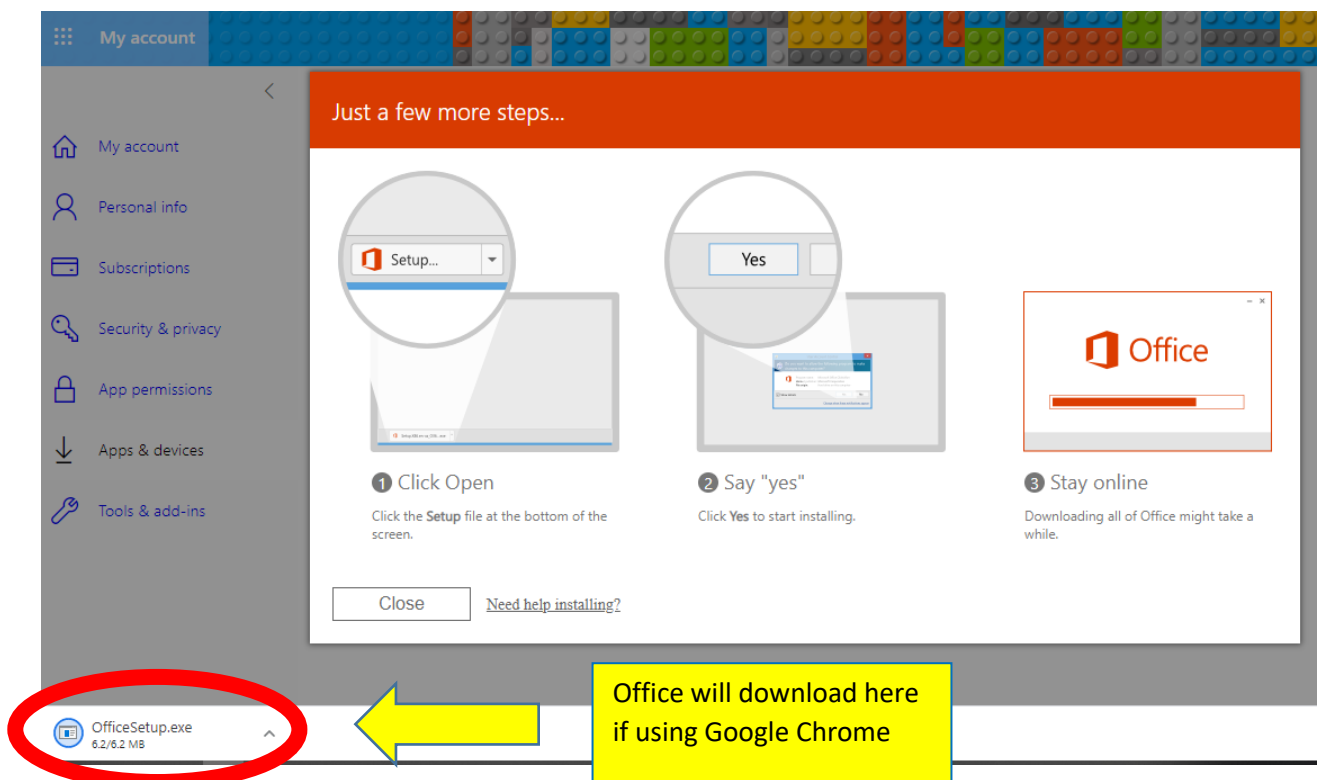 My account
Just a few more steps...
My account
Personal info
Subscriptions
Security & privacy
App permissions
Apps & devices
Tools & add-ins
Setup...
Yes
Office
1 Click Open
Click the Setup file at the bottom of the
screen.
2 Say "yes"
Click Yes to start installing.
3 Stay online
Downloading all of Office might take a
while.
Close
Need help installing?
OfficeSetup.exe
6.2/6.2 MB
Office will download here
if using Google Chrome